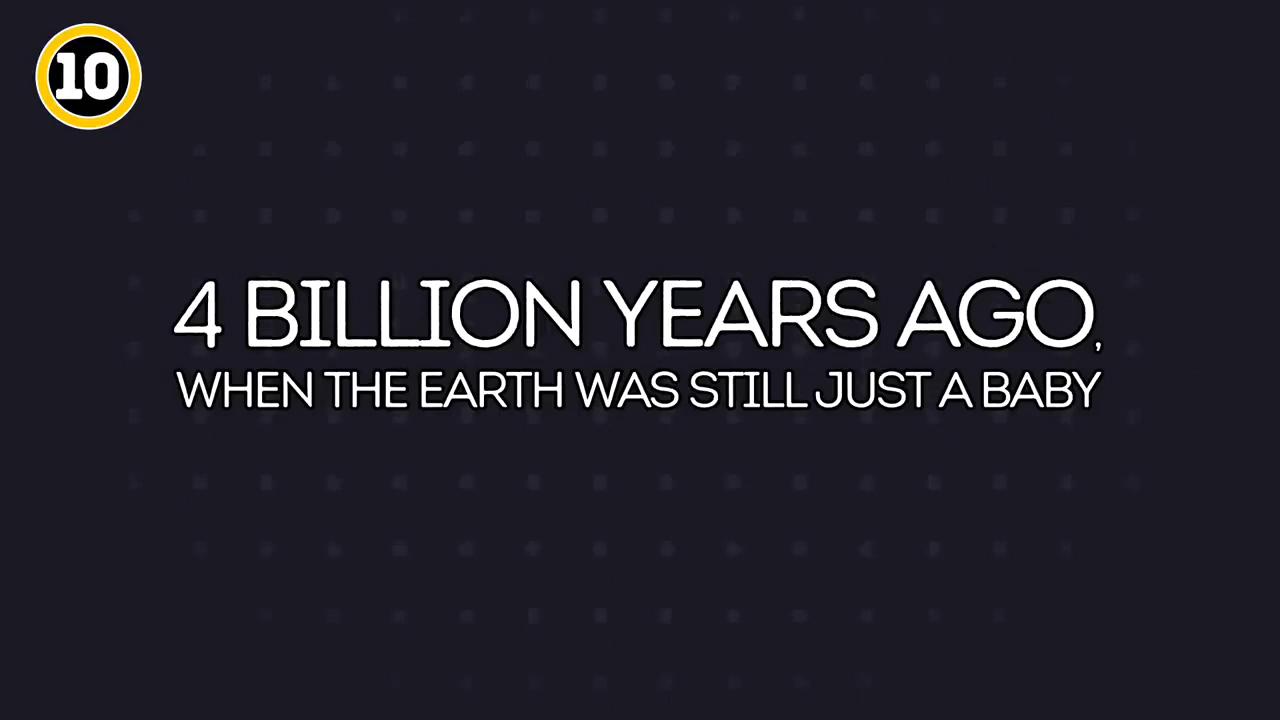 10
4 BILLION YEARS AGO,
WHEN THE EARTH WAS STILL JUST A BABY